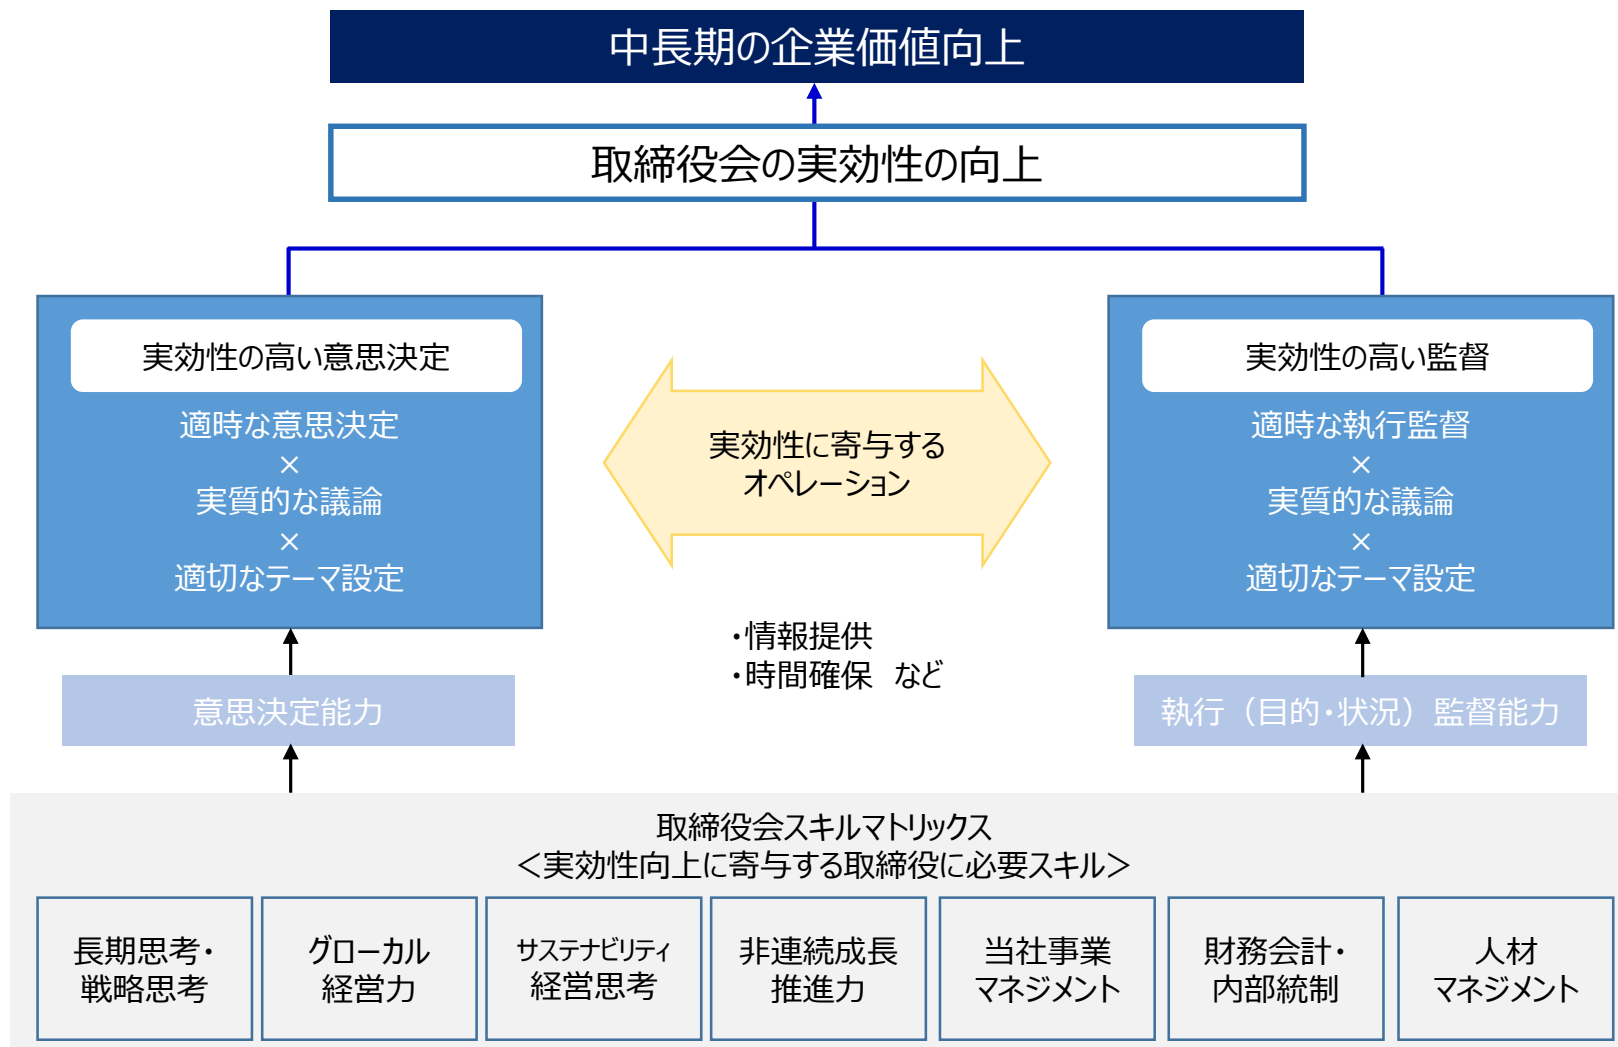 中長期の企業価値向上
取締役会の実効性の向上
実効性の高い意思決定
適時な意思決定
×
実質的な議論
×
適切なテーマ設定
実効性に寄与する
オペレーション
・情報提供
・時間確保　など
実効性の高い監督
適時な執行監督
×
実質的な議論
×
適切なテーマ設定
意思決定能力
執行（目的・状況）監督能力
取締役会スキルマトリックス
＜実効性向上に寄与する取締役に必要スキル＞
長期思考・
戦略思考
グローカル
経営力
サステナビリティ
経営思考
非連続成長
推進力
当社事業
マネジメント
財務会計・
内部統制
人材
マネジメント